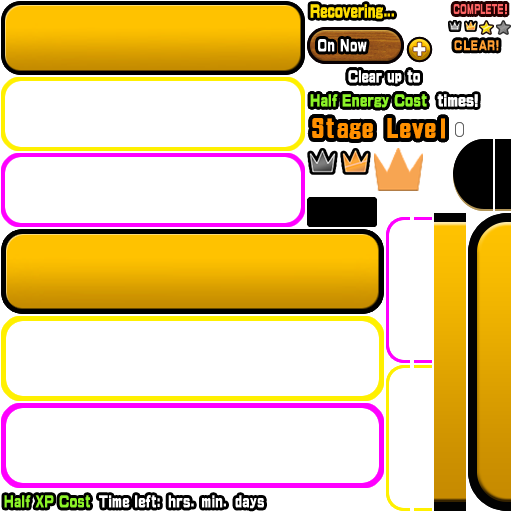 Recovering...
COMPLETE!
On Now
CLEAR!
Clear up to
Half Energy Cost times!
Stage Level
Half XP Cost Time left: hrs. min. days